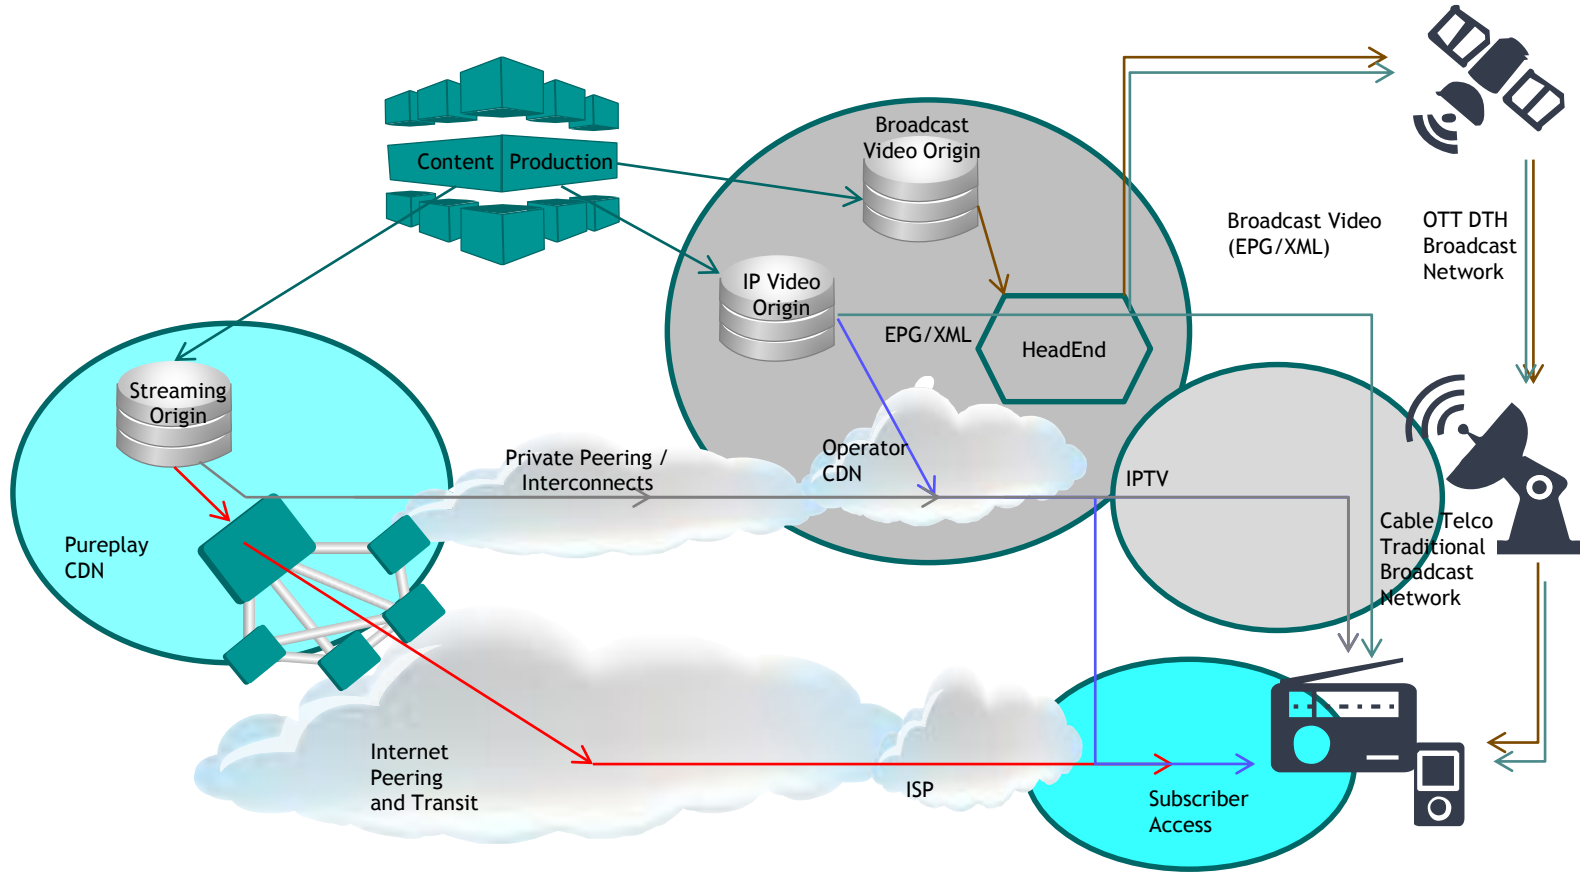 Content Production
Broadcast
Video Origin
IP Video
Origin
EPG/XML
HeadEnd
Broadcast Video
(EPG/XML)
OTT DTH
Broadcast
Network
Streaming
Origin
Private Peering /
Interconnects
Operator
CDN
IPTV
Pureplay
CDN
Cable Telco
Traditional
Broadcast
Network
Internet
Peering
and Transit
ISP
Subscriber
Access